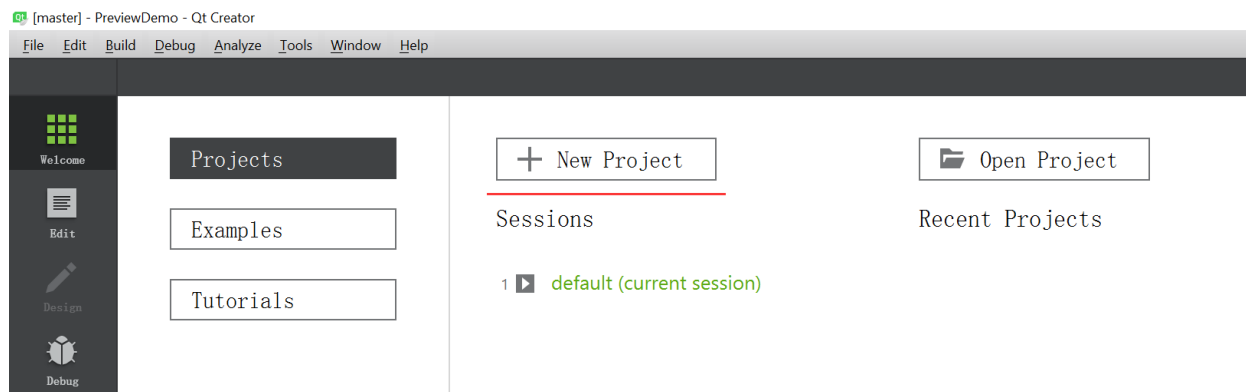 [master] - PreviewDemo - Qt Creator
File Edit Build Debug Analyze Tools Window Help
Welcome
Edit
Design
Debug
Projects
Examples
Tutorials
New Project
Open Project
Sessions
Recent Projects
1 default (current session)